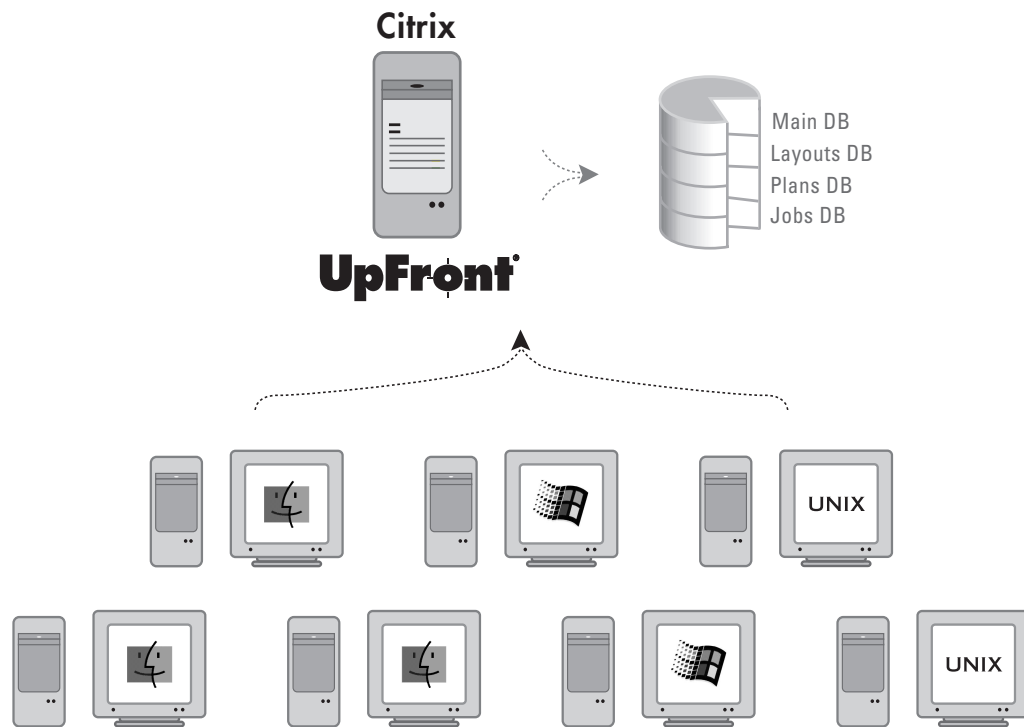 Citrix
Main DB
Layouts DB
Plans DB
Jobs DB
UpFront®
UNIX
UNIX